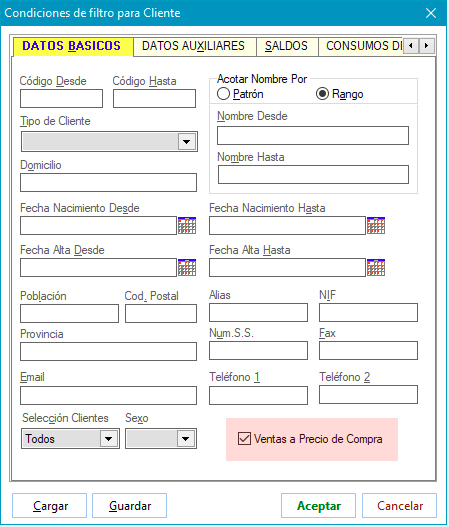 Condiciones de filtro para Cliente
DATOS BASICOS DATOS AUXILIARES SALDOS CONSUMOS DE
Código Desde Código Hasta Acotar Nombre Por
Patrón Rango
Tipo de Cliente Nombre Desde
Domicilio Nombre Hasta
Fecha Nacimiento Desde Fecha Nacimiento Hasta
Fecha Alta Desde Fecha Alta Hasta
Población Cod. Postal Alias NIF
Provincia Num.S.S. Fax
Email Teléfono 1 Teléfono 2
Selección Clientes Sexo
Todos Ventas a Precio de Compra
Cargar Guardar Aceptar Cancelar